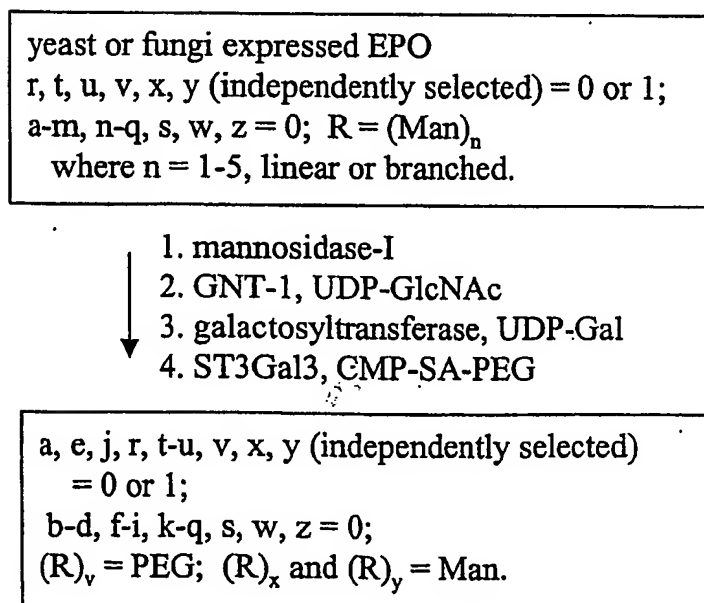 yeast or fungi expressed EPO
r, t, u, v, x, y (independently selected) = 0 or 1;
a-m, n-q, s, w, z = 0; R = (Man)n
where n = 1-5, linear or branched.
1. mannosidase-I
2. GNT-1, UDP-GlcNAc
3. galactosyltransferase, UDP-Gal
4. ST3Gal3, CMP-SA-PEG
a, e, j, r, t-u, v, x, y (independently selected)
= 0 or 1;
b-d, f-i, k-q, s, w, z = 0;
(R)v = PEG; (R)x and (R)y = Man.